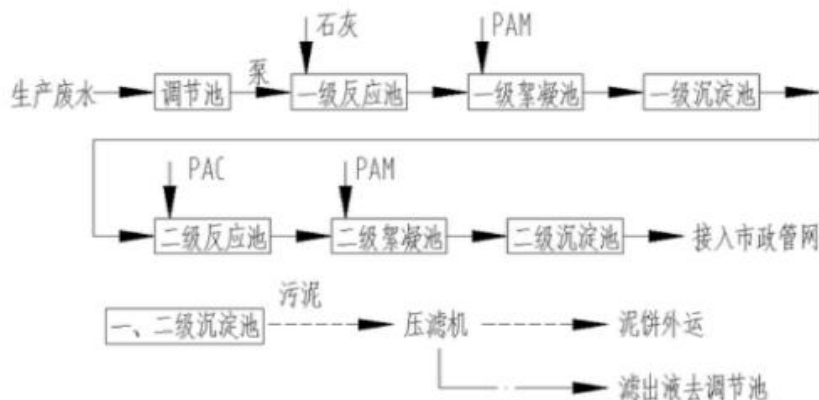 石灰 PAM
生产废水 调节池 泵 一级反应池 一级絮凝池 一级沉淀池
PAC PAM
二级反应池 二级絮凝池 二级沉淀池 接入市政管网
污泥
一、二级沉淀池 压滤机 泥饼外运
滤出液去调节池